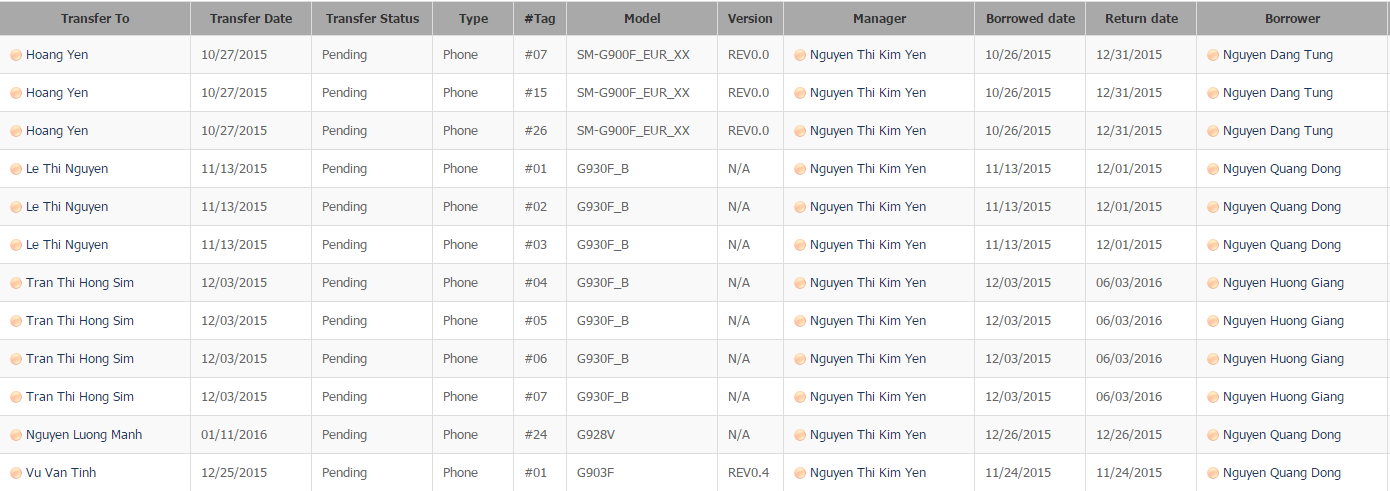 Transfer To Transfer Date Transfer Status Type #Tag Model Version Manager Borrowed date Return date Borrower
Hoang Yen 10/27/2015 Pending Phone #07 SM-G900F_EUR_XX REV0.0 Nguyen Thi Kim Yen 10/26/2015 12/31/2015 Nguyen Dang Tung
Hoang Yen 10/27/2015 Pending Phone #15 SM-G900F_EUR_XX REV0.0 Nguyen Thi Kim Yen 10/26/2015 12/31/2015 Nguyen Dang Tung
Hoang Yen 10/27/2015 Pending Phone #26 SM-G900F_EUR_XX REV0.0 Nguyen Thi Kim Yen 10/26/2015 12/31/2015 Nguyen Dang Tung
Le Thi Nguyen 11/13/2015 Pending Phone #01 G930F_B N/A Nguyen Thi Kim Yen 11/13/2015 12/01/2015 Nguyen Quang Dong
Le Thi Nguyen 11/13/2015 Pending Phone #02 G930F_B N/A Nguyen Thi Kim Yen 11/13/2015 12/01/2015 Nguyen Quang Dong
Le Thi Nguyen 11/13/2015 Pending Phone #03 G930F_B N/A Nguyen Thi Kim Yen 11/13/2015 12/01/2015 Nguyen Quang Dong
Tran Thi Hong Sim 12/03/2015 Pending Phone #04 G930F_B N/A Nguyen Thi Kim Yen 12/03/2015 06/03/2016 Nguyen Huong Giang
Tran Thi Hong Sim 12/03/2015 Pending Phone #05 G930F_B N/A Nguyen Thi Kim Yen 12/03/2015 06/03/2016 Nguyen Huong Giang
Tran Thi Hong Sim 12/03/2015 Pending Phone #06 G930F_B N/A Nguyen Thi Kim Yen 12/03/2015 06/03/2016 Nguyen Huong Giang
Tran Thi Hong Sim 12/03/2015 Pending Phone #07 G930F_B N/A Nguyen Thi Kim Yen 12/03/2015 06/03/2016 Nguyen Huong Giang
Nguyen Luong Manh 01/11/2016 Pending Phone #24 G928V N/A Nguyen Thi Kim Yen 12/26/2015 12/26/2015 Nguyen Quang Dong
Vu Van Tinh 12/25/2015 Pending Phone #01 G903F REV0.4 Nguyen Thi Kim Yen 11/24/2015 11/24/2015 Nguyen Quang Dong